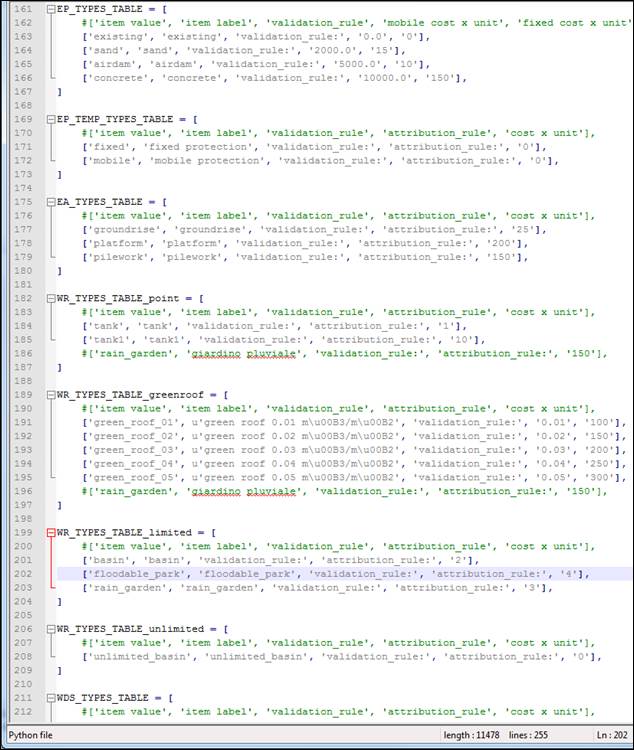 161 EP_TYPES_TABLE = [
162 #['item value', 'item label', 'validation_rule', 'mobile cost x unit', 'fixed cost x unit'
163 ['existing', 'existing', 'validation_rule:', '0.0', '0'],
164 ['sand', 'sand', 'validation_rule:', '2000.0', '15'],
165 ['airdam', 'airdam', 'validation_rule:', '5000.0', '10'],
166 ['concrete', 'concrete', 'validation_rule:', '10000.0', '150'],
167 ]
168
169 EP_TEMP_TYPES_TABLE = [
170 #['item value', 'item label', 'validation_rule', 'attribution_rule', 'cost x unit'],
171 ['fixed', 'fixed protection', 'validation_rule:', 'attribution_rule:', '0'],
172 ['mobile', 'mobile protection', 'validation_rule:', 'attribution_rule:', '0'],
173 ]
174
175 EA_TYPES_TABLE = [
176 #['item value', 'item label', 'validation_rule', 'attribution_rule', 'cost x unit'],
177 ['groundrise', 'groundrise', 'validation_rule:', 'attribution_rule:', '25'],
178 ['platform', 'platform', 'validation_rule:', 'attribution_rule:', '200'],
179 ['pilework', 'pilework', 'validation_rule:', 'attribution_rule:', '150'],
180 ]
181
182 WR_TYPES_TABLE_point = [
183 #['item value', 'item label', 'validation_rule', 'attribution_rule', 'cost x unit'],
184 ['tank', 'tank', 'validation_rule:', 'attribution_rule:', '1'],
185 ['tank1', 'tank1', 'validation_rule:', 'attribution_rule:', '10'],
186 #['rain_garden', 'giardino pluviale', 'validation_rule:', 'attribution_rule:', '150'],
187 ]
188
189 WR_TYPES_TABLE_greenroof = [
190 #['item value', 'item label', 'validation_rule', 'attribution_rule', 'cost x unit'],
191 ['green_roof_01', u'green roof 0.01 m\u00B3/m\u00B2', 'validation_rule:', '0.01', '100'],
192 ['green_roof_02', u'green roof 0.02 m\u00B3/m\u00B2', 'validation_rule:', '0.02', '150'],
193 ['green_roof_03', u'green roof 0.03 m\u00B3/m\u00B2', 'validation_rule:', '0.03', '200'],
194 ['green_roof_04', u'green roof 0.04 m\u00B3/m\u00B2', 'validation_rule:', '0.04', '250'],
195 ['green_roof_05', u'green roof 0.05 m\u00B3/m\u00B2', 'validation_rule:', '0.05', '300'],
196 #['rain_garden', 'giardino pluviale', 'validation_rule:', 'attribution_rule:', '150'],
197 ]
198
199 WR_TYPES_TABLE_limited = [
200 #['item value', 'item label', 'validation_rule', 'attribution_rule', 'cost x unit'],
201 ['basin', 'basin', 'validation_rule:', 'attribution_rule:', '2'],
202 ['floodable_park', 'floodable_park', 'validation_rule:', 'attribution_rule:', '4'],
203 ['rain_garden', 'rain_garden', 'validation_rule:', 'attribution_rule:', '3'],
204 ]
205
206 WR_TYPES_TABLE_unlimited = [
207 #['item value', 'item label', 'validation_rule', 'attribution_rule', 'cost x unit'],
208 ['unlimited_basin', 'unlimited_basin', 'validation_rule:', 'attribution_rule:', '0'],
209 ]
210
211 WDS_TYPES_TABLE = [
212 #['item value', 'item label', 'validation_rule', 'attribution_rule', 'cost x unit'],
Python file length : 11478 lines : 255 Ln : 202